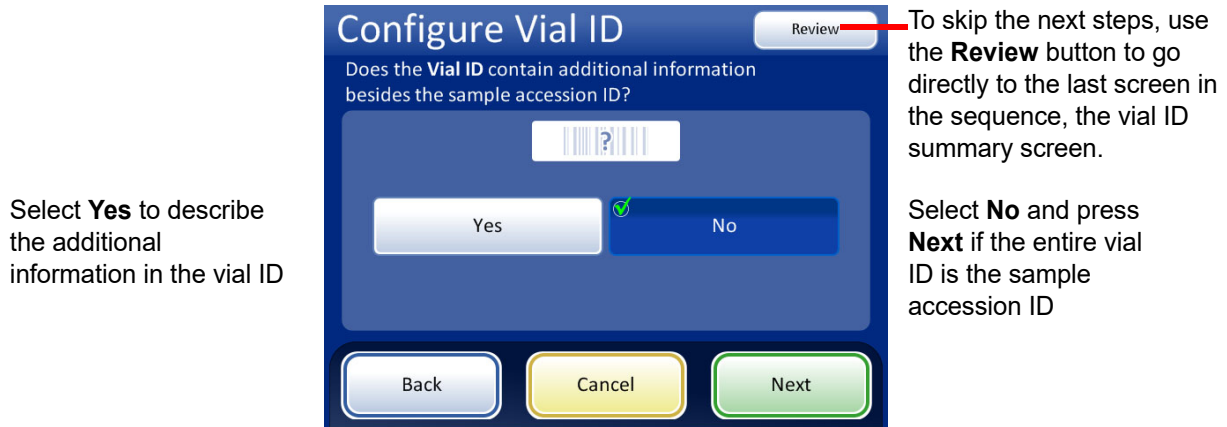 Configure Vial ID
Review
Does the Vial ID contain additional information
besides the sample accession ID?
?
Yes
No
Back
Cancel
Next
Select Yes to describe
the additional
information in the vial ID
To skip the next steps, use
the Review button to go
directly to the last screen in
the sequence, the vial ID
summary screen.
Select No and press
Next if the entire vial
ID is the sample
accession ID